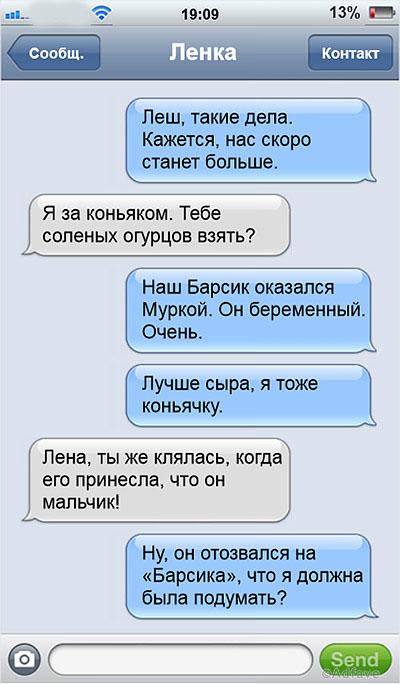 19:09
13%
Сообщ.
Ленка
Контакт
Леш, такие дела.
Кажется, нас скоро
станет больше.
Я за коньяком. Тебе
соленых огурцов взять?
Наш Барсик оказался
Муркой. Он беременный.
Очень.
Лучше сыра, я тоже
коньячку.
Лена, ты же клялась, когда
его принесла, что он
мальчик!
Ну, он отозвался на
«Барсика», что я должна
была подумать?
Send
©Adfave